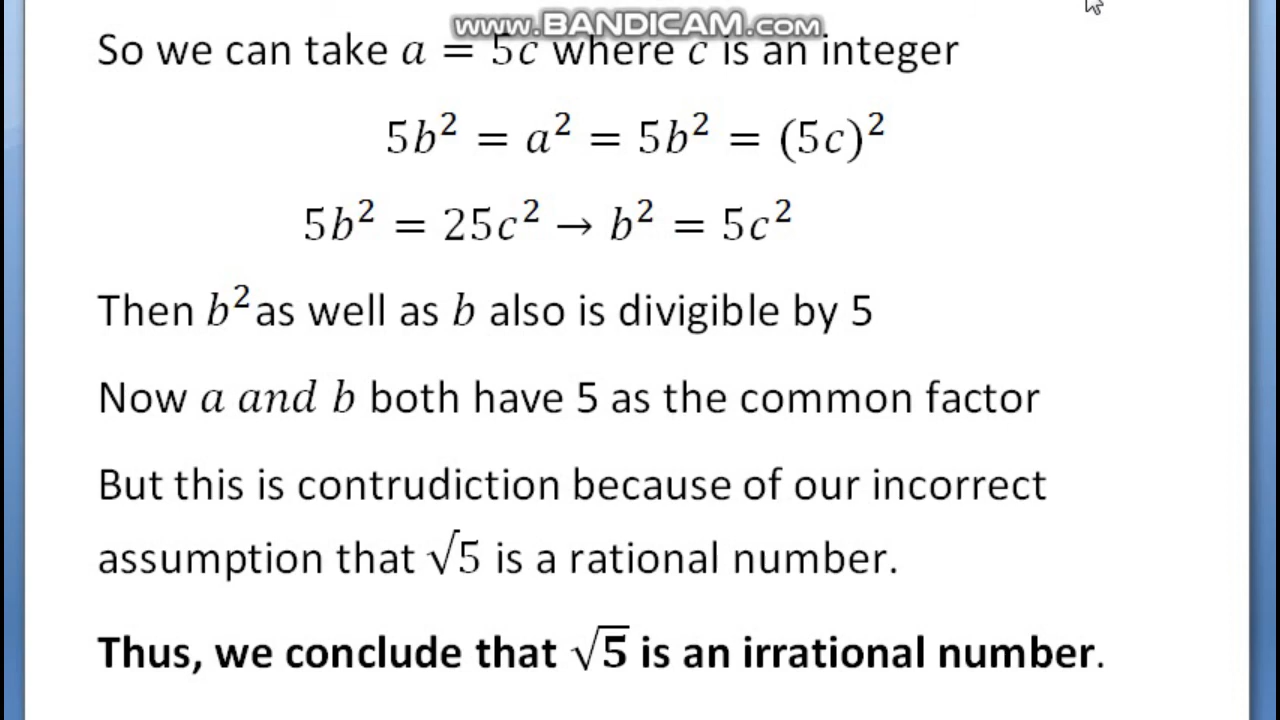 www.BANDICAM.com
So we can take a = 5c where c is an integer
5b² = a² = 5b² = (5c)²
5b² = 25c² → b² = 5c²
Then b² as well as b also is divigible by 5
Now a and b both have 5 as the common factor
But this is contrudiction because of our incorrect
assumption that √5 is a rational number.
Thus, we conclude that √5 is an irrational number.